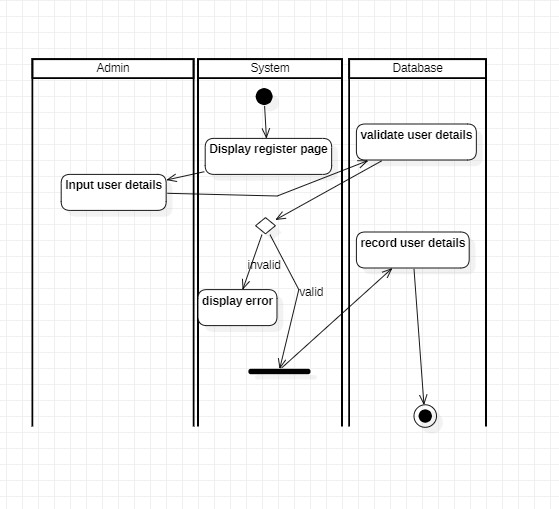 Admin
System
Database
validate user details
Display register page
Input user details
record user details
invalid
valid
display error